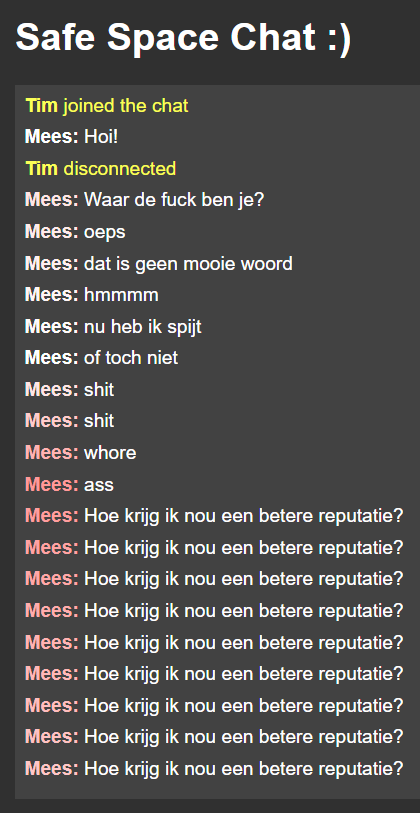 Safe Space Chat :)
Tim joined the chat
Mees: Hoi!
Tim disconnected
Mees: Waar de fuck ben je?
Mees: oeps
Mees: dat is geen mooie woord
Mees: hmmmm
Mees: nu heb ik spijt
Mees: of toch niet
Mees: shit
Mees: shit
Mees: whore
Mees: ass
Mees: Hoe krijg ik nou een betere reputatie?
Mees: Hoe krijg ik nou een betere reputatie?
Mees: Hoe krijg ik nou een betere reputatie?
Mees: Hoe krijg ik nou een betere reputatie?
Mees: Hoe krijg ik nou een betere reputatie?
Mees: Hoe krijg ik nou een betere reputatie?
Mees: Hoe krijg ik nou een betere reputatie?
Mees: Hoe krijg ik nou een betere reputatie?
Mees: Hoe krijg ik nou een betere reputatie?